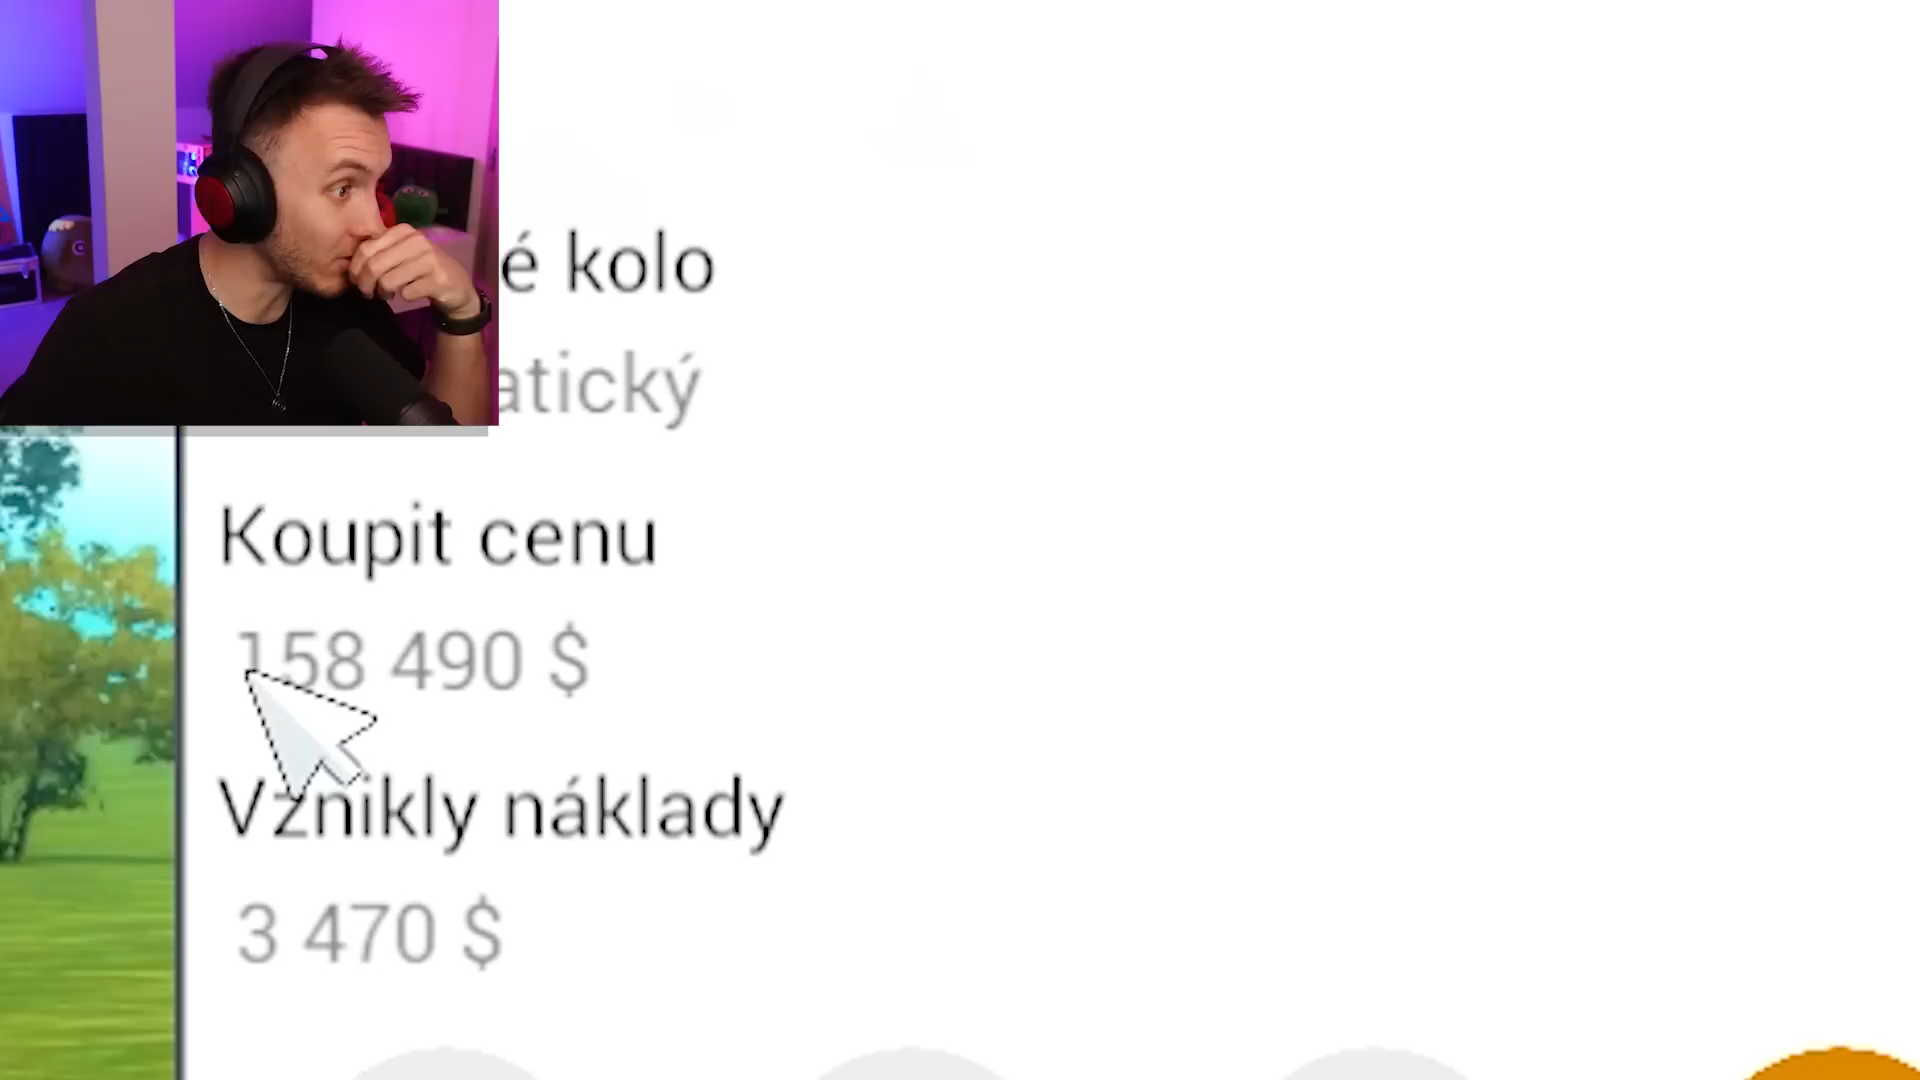 é kolo
atický
Koupit cenu
158 490 $
Vznikly náklady
3 470 $